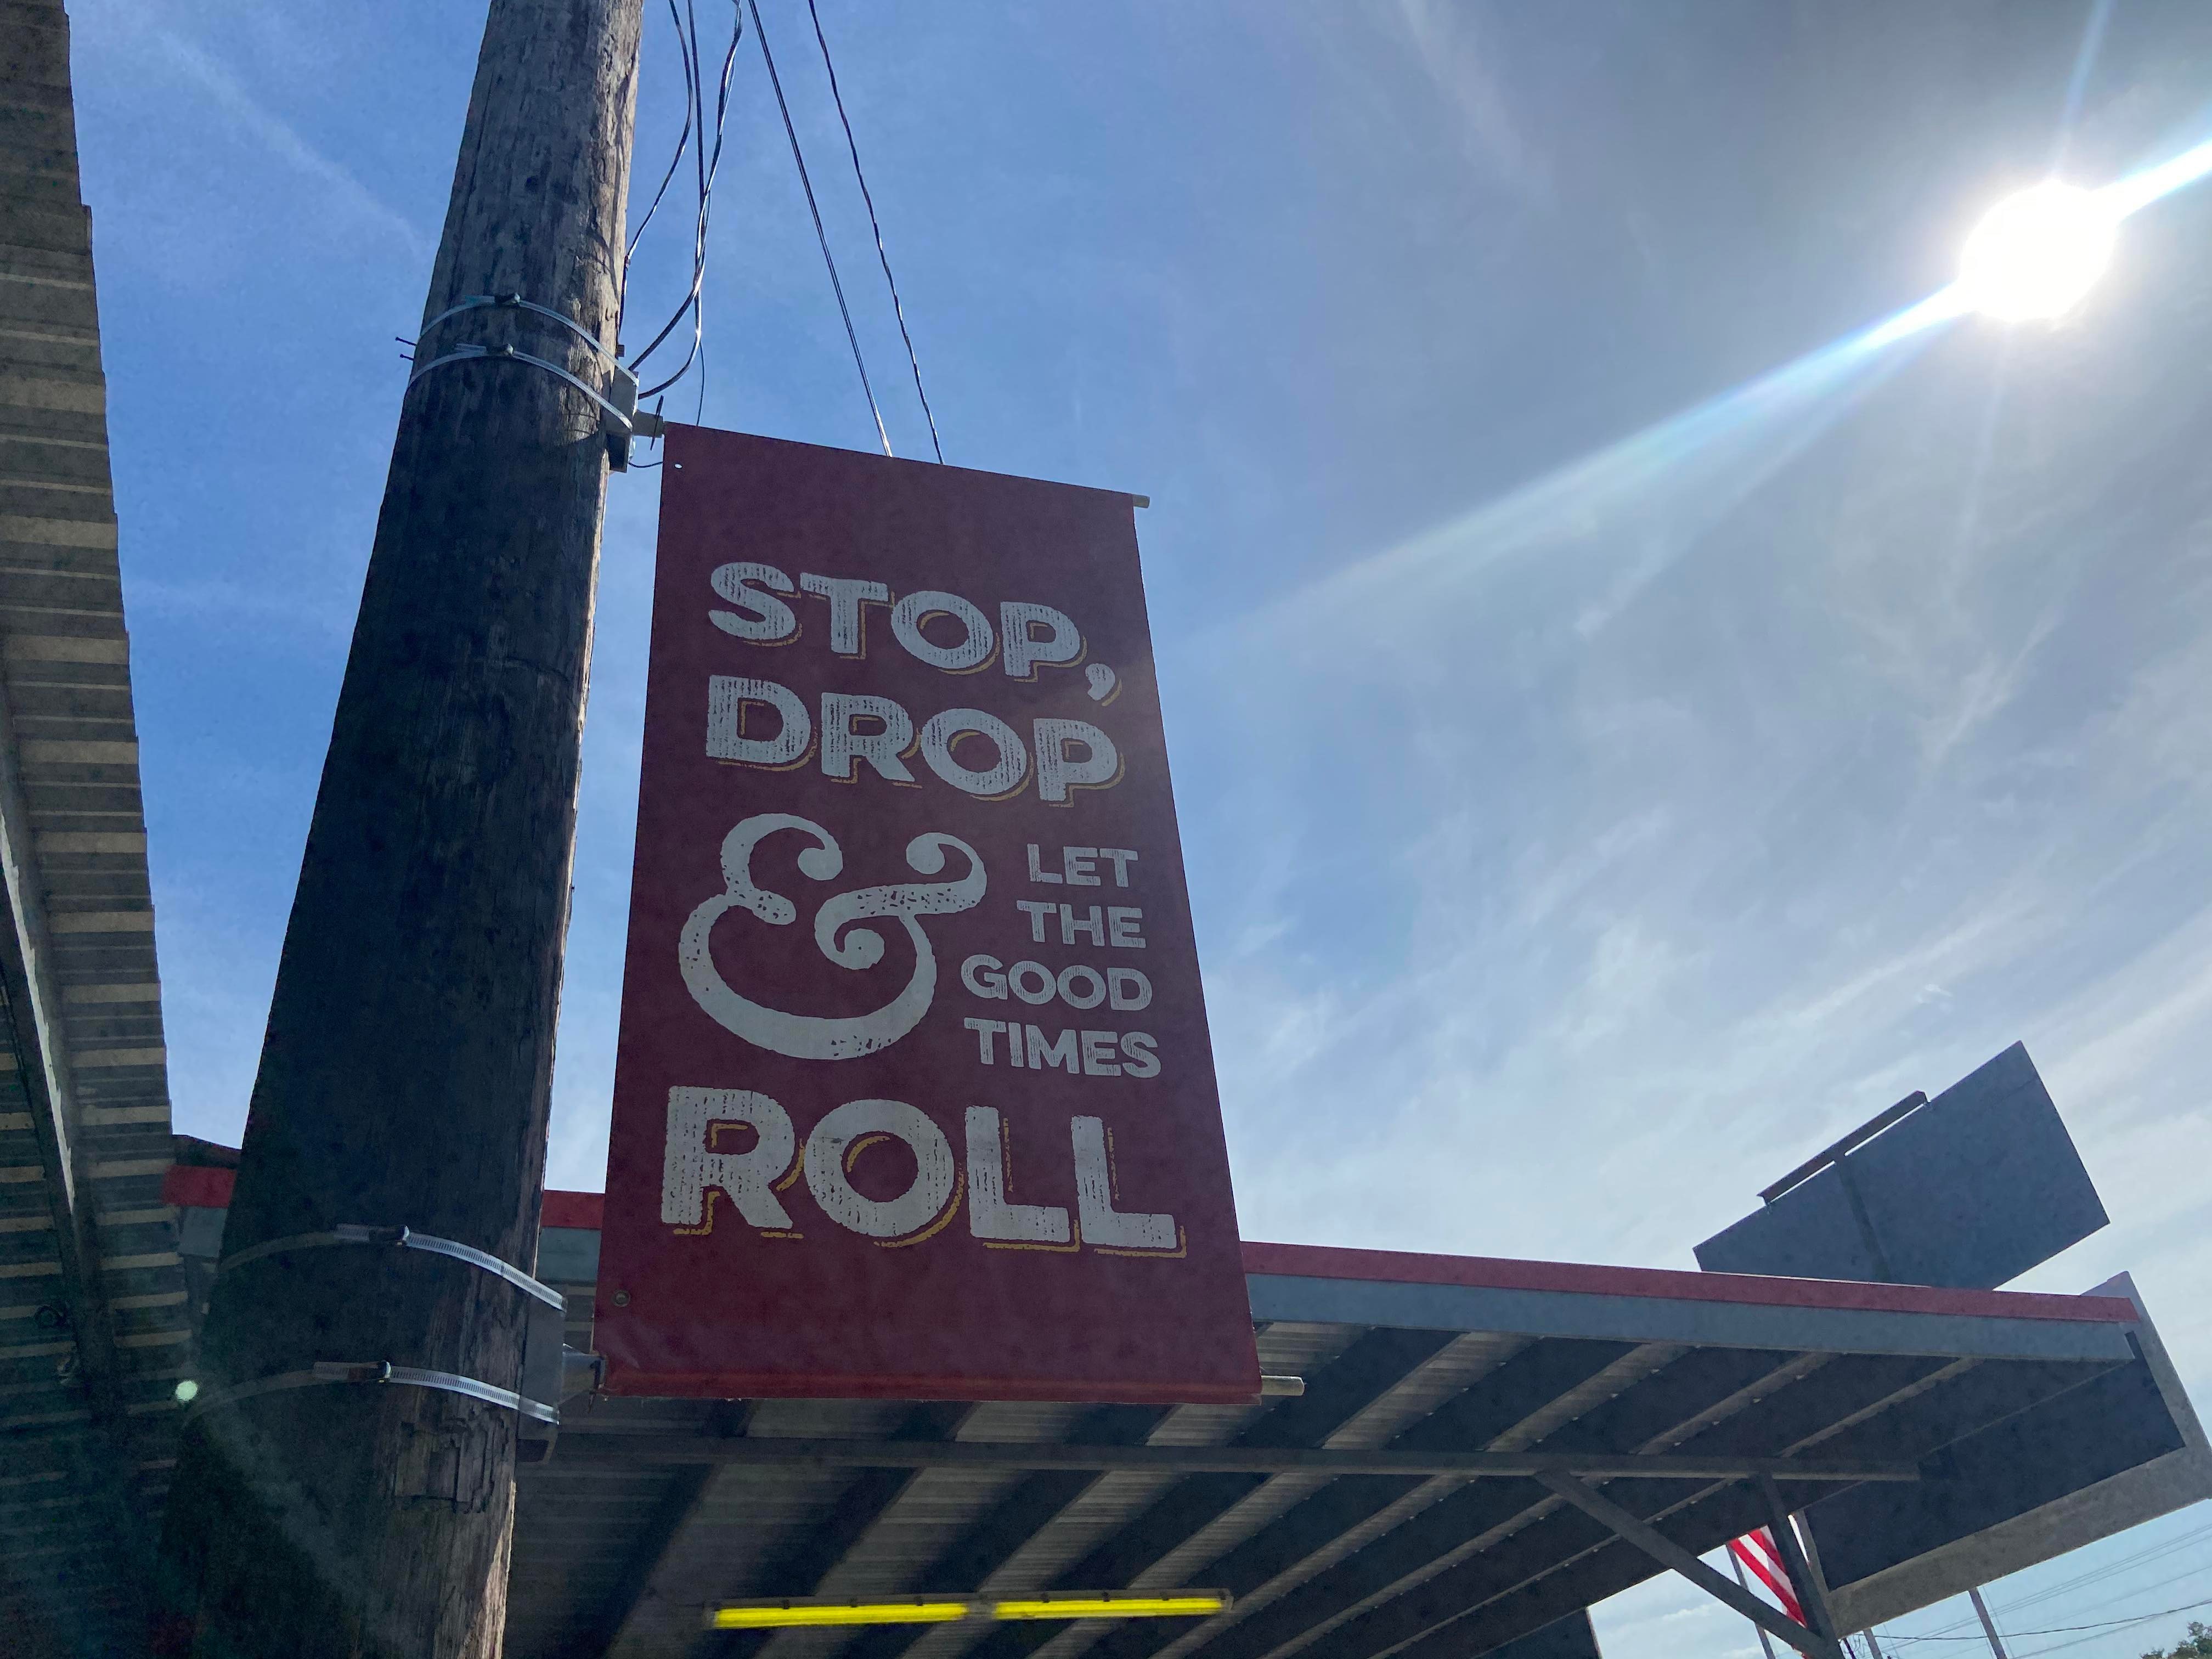 STOP,
DROP
& LET
THE
GOOD
TIMES
ROLL